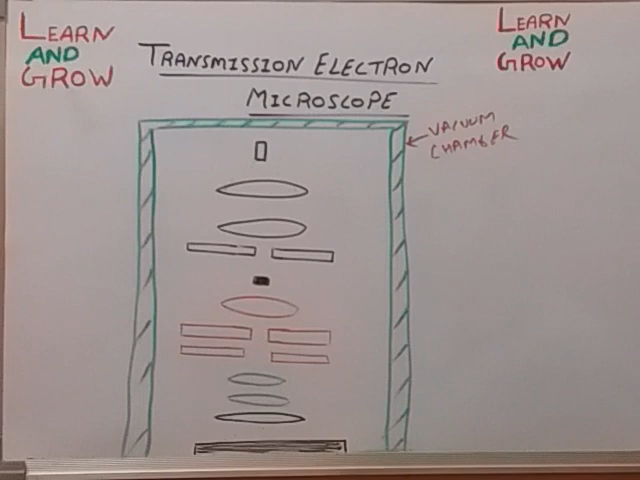 LEARN
AND
GROW
TRANSMISSION ELECTRON
MICROSCOPE
LEARN
AND
GROW
VACUUM
CHAMBER